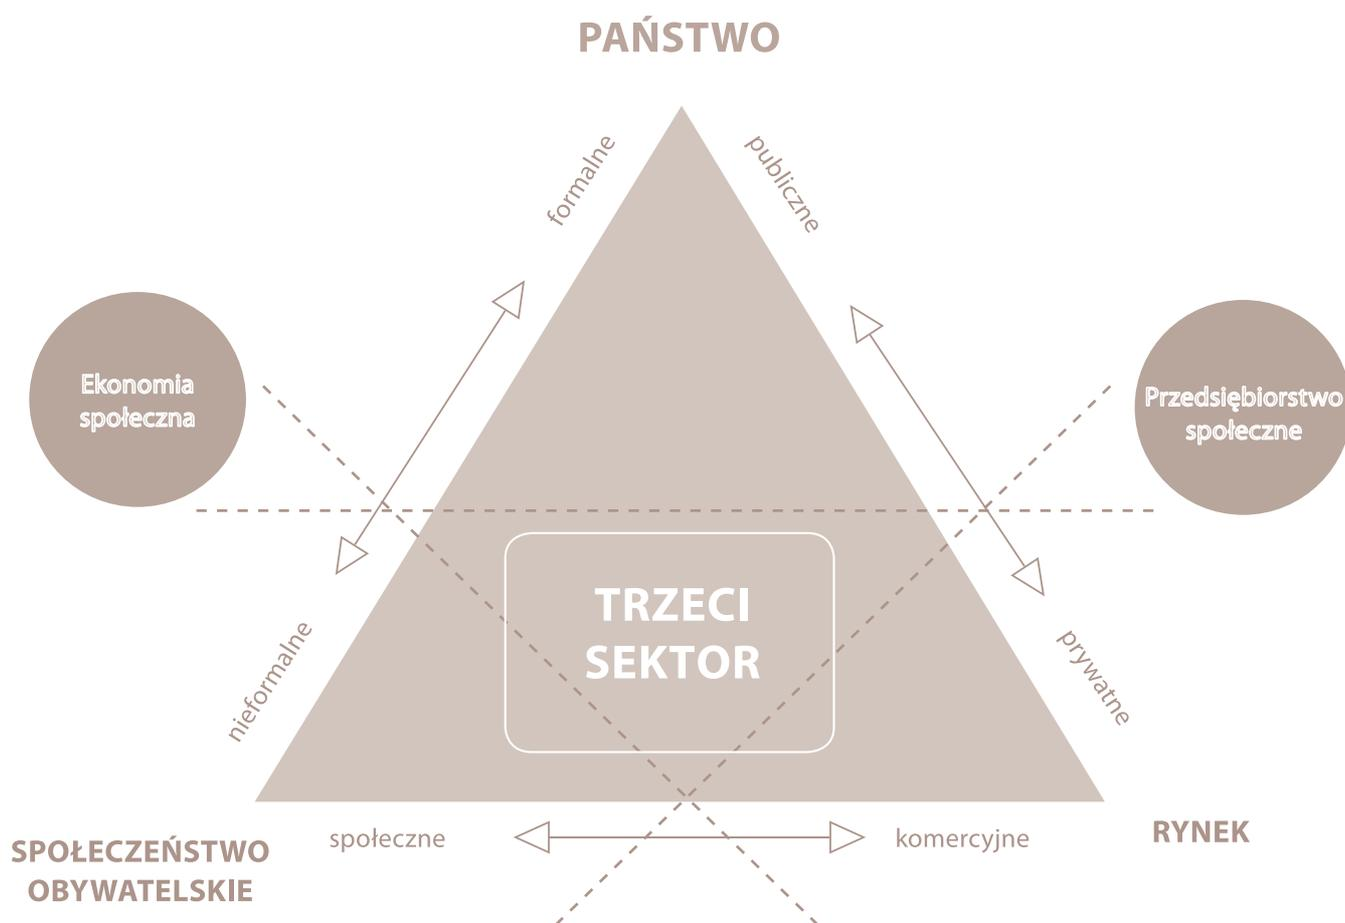 PAŃSTWO
formalne
publiczne
Ekonomia
społeczna
Przedsiębiorstwo
społeczne
TRZECI
SEKTOR
nieformalne
prywatne
SPOŁECZEŃSTWO
OBYWATELSKIE
społeczne
komercyjne
RYNEK